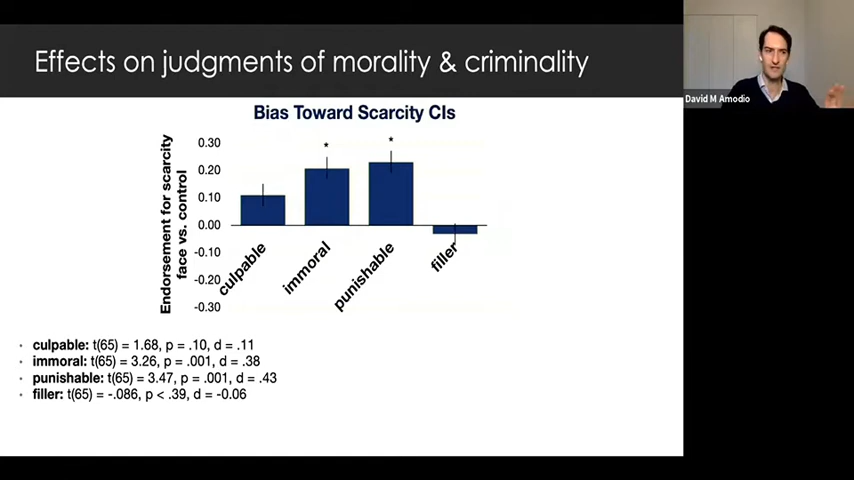 Effects on judgments of morality & criminality
David M Amodio
Bias Toward Scarcity CIs
Endorsement for scarcity
face vs. control
0.30
0.20
0.10
0.00
-0.10
-0.20
-0.30
*
*
culpable
immoral
punishable
filler
• culpable: t(65) = 1.68, p = .10, d = .11
• immoral: t(65) = 3.26, p = .001, d = .38
• punishable: t(65) = 3.47, p = .001, d = .43
• filler: t(65) = -.086, p < .39, d = -0.06